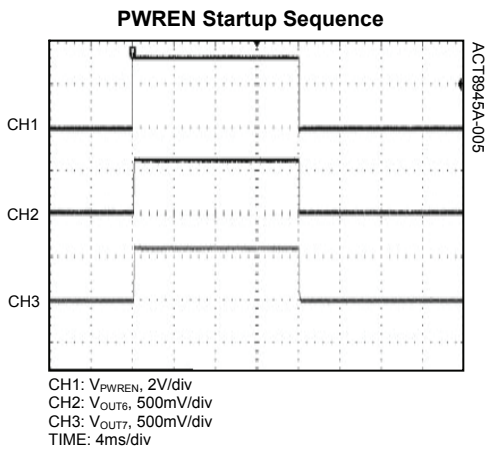 PWREN Startup Sequence
ACT8945A-005
CH1
CH2
CH3
CH1: VPWREN, 2V/div
CH2: VOUT6, 500mV/div
CH3: VOUT7, 500mV/div
TIME: 4ms/div